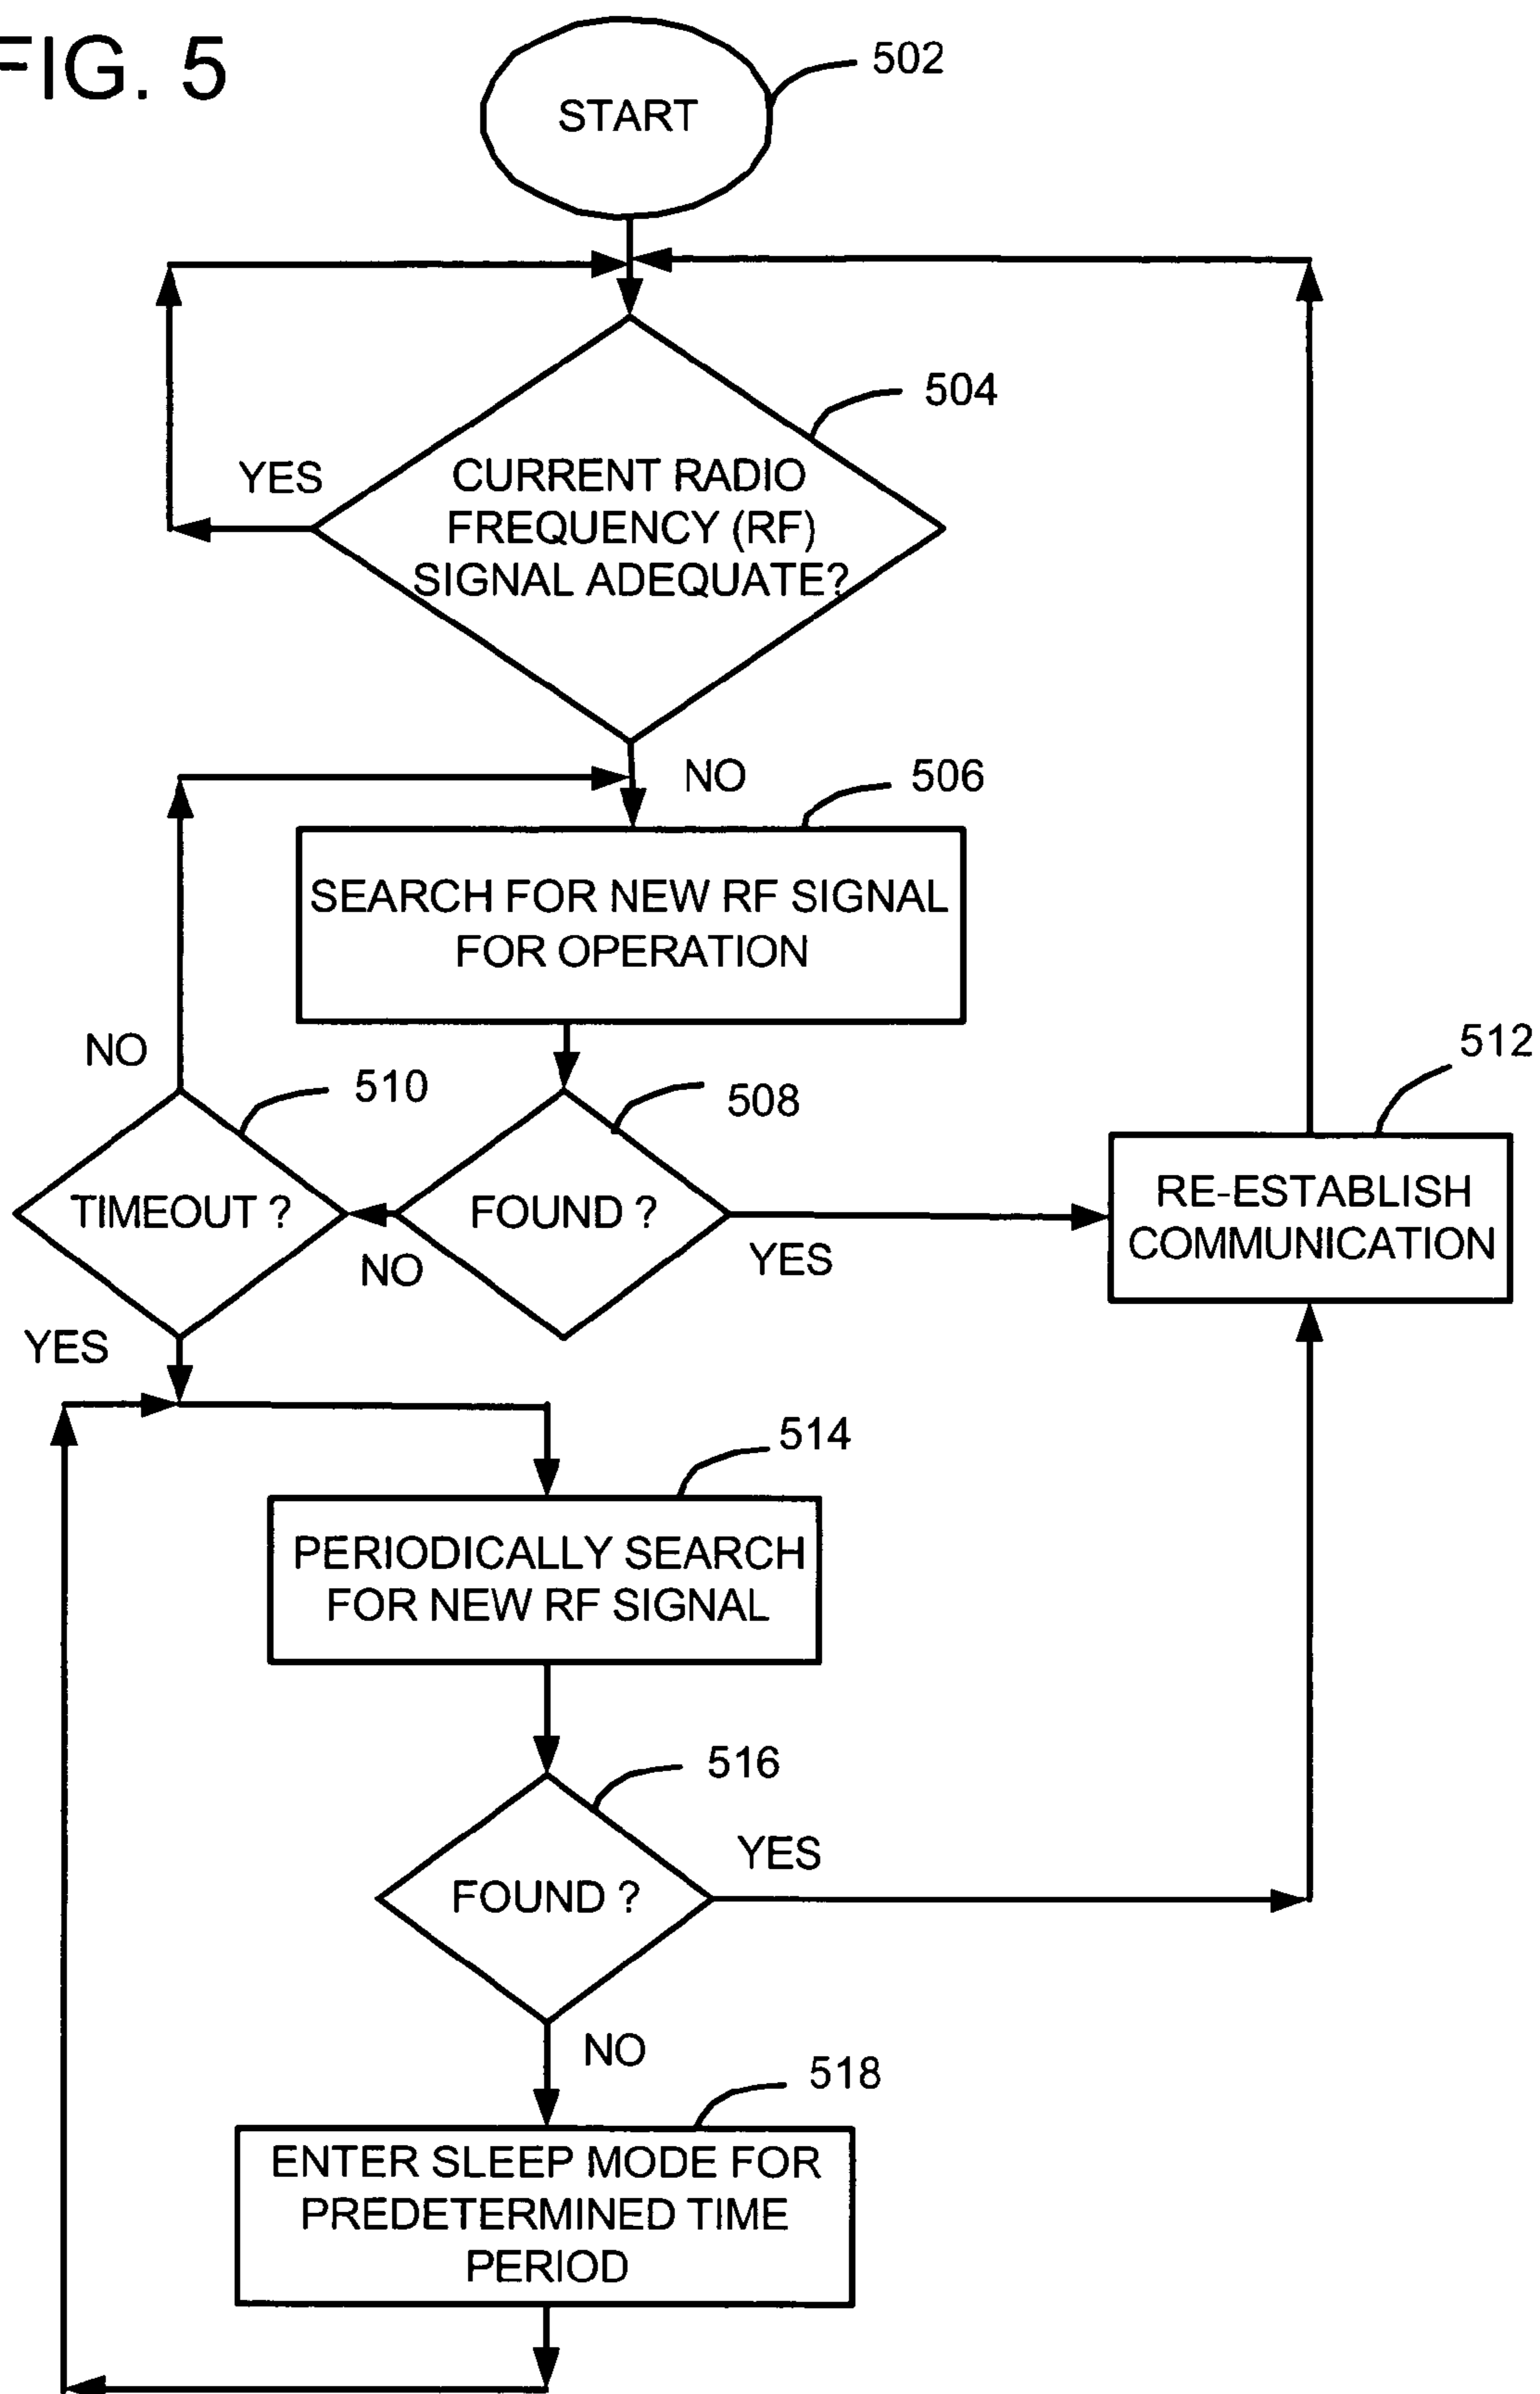 FIG. 5
502
START
504
YES
CURRENT RADIO
FREQUENCY (RF)
SIGNAL ADEQUATE?
NO
506
SEARCH FOR NEW RF SIGNAL
FOR OPERATION
NO
510
508
512
TIMEOUT ?
FOUND ?
RE-ESTABLISH
COMMUNICATION
NO
YES
YES
514
PERIODICALLY SEARCH
FOR NEW RF SIGNAL
516
YES
FOUND ?
NO
518
ENTER SLEEP MODE FOR
PREDETERMINED TIME
PERIOD